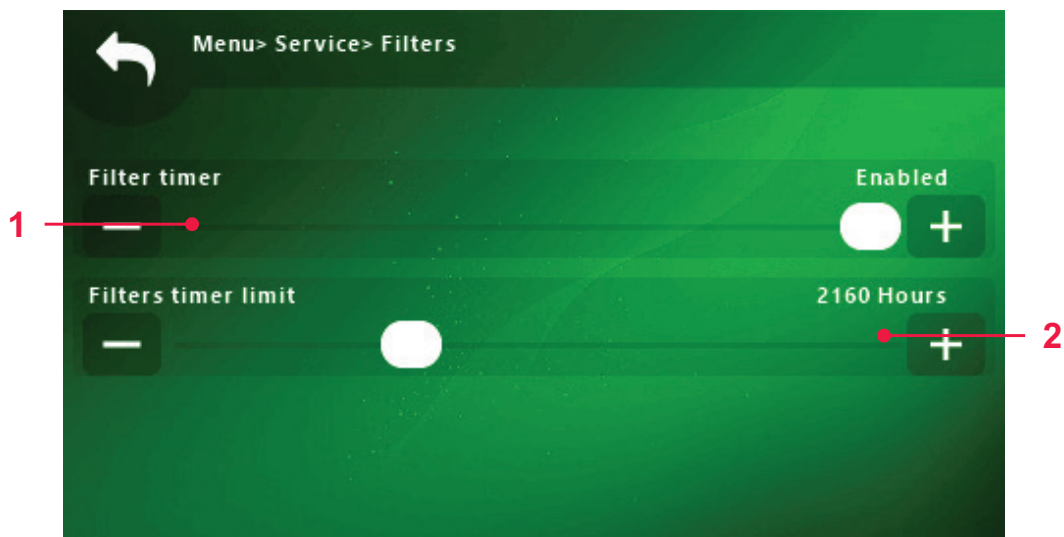 Menu> Service> Filters
Filter timer Enabled
1
Filters timer limit 2160 Hours
2